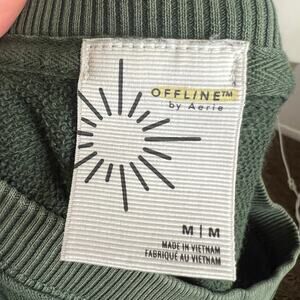 OFFLINE™
by Aerie
M | M
MADE IN VIETNAM
FABRIQUÉ AU VIETNAM